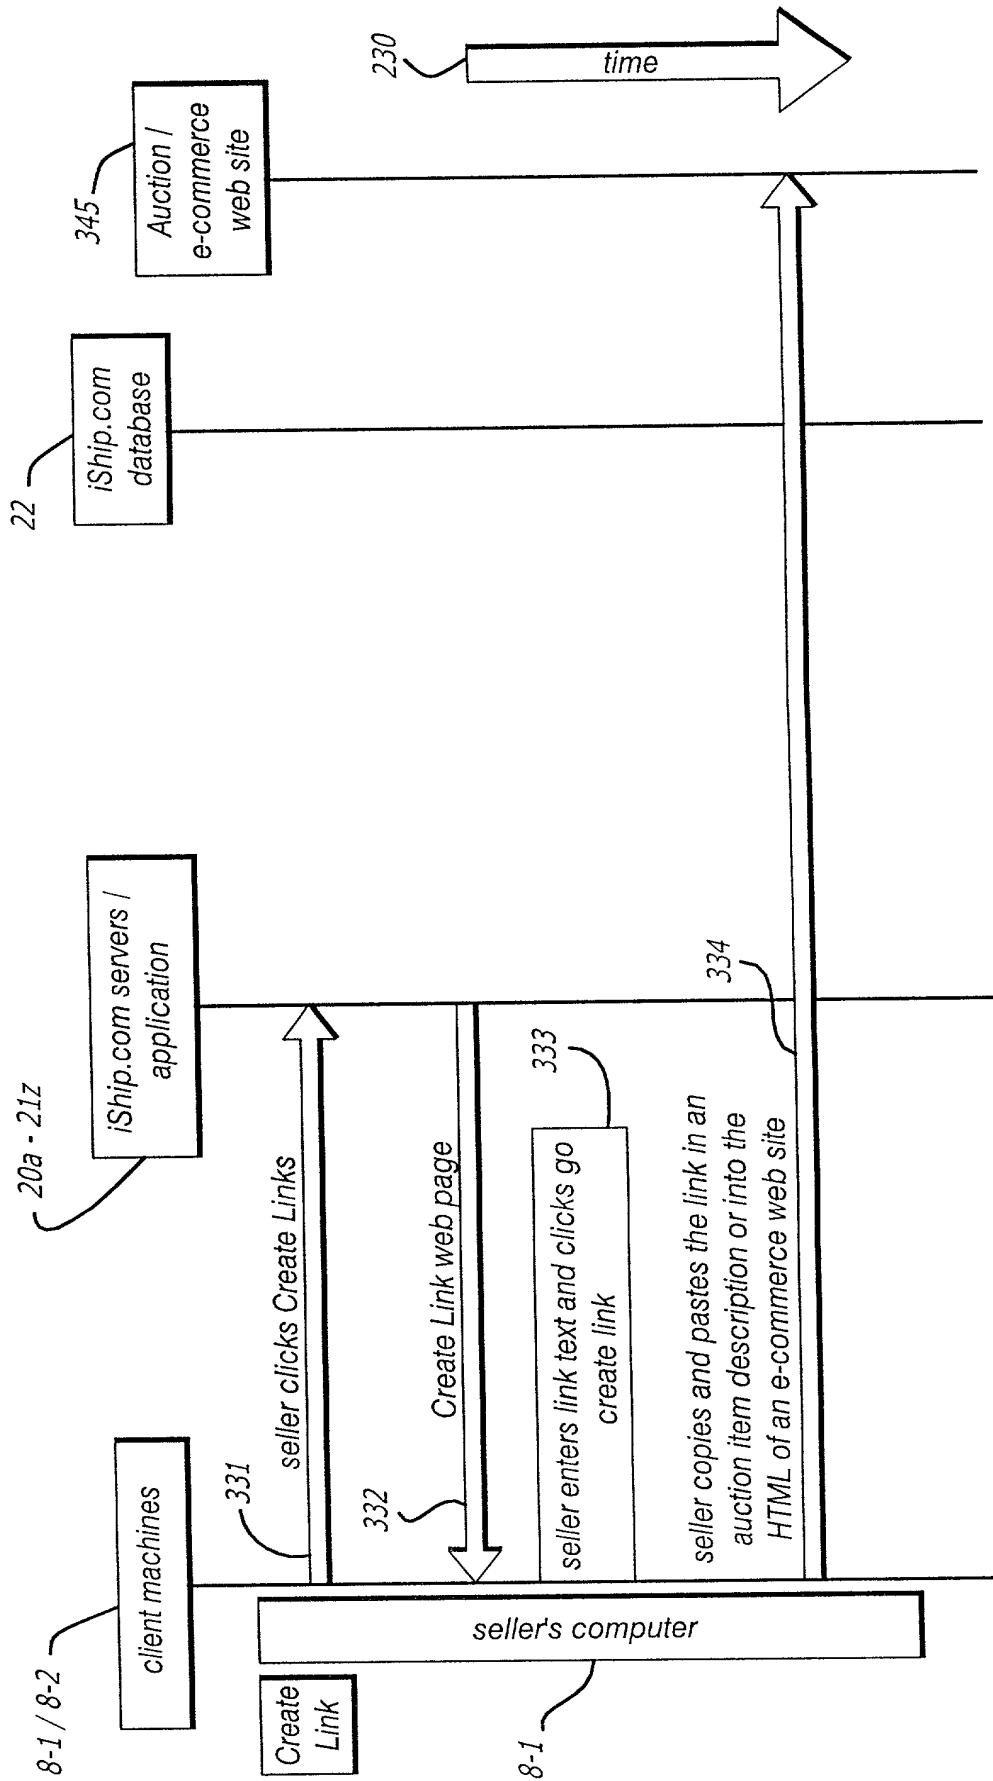 8-1 / 8-2
client machines
20a - 21z
iShip.com servers /
application
22
iShip.com
database
345
Auction /
e-commerce
web site
230
time
Create
Link
seller's computer
8-1
331
seller clicks Create Links
332
Create Link web page
333
seller enters link text and clicks go
create link
334
seller copies and pastes the link in an
auction item description or into the
HTML of an e-commerce web site